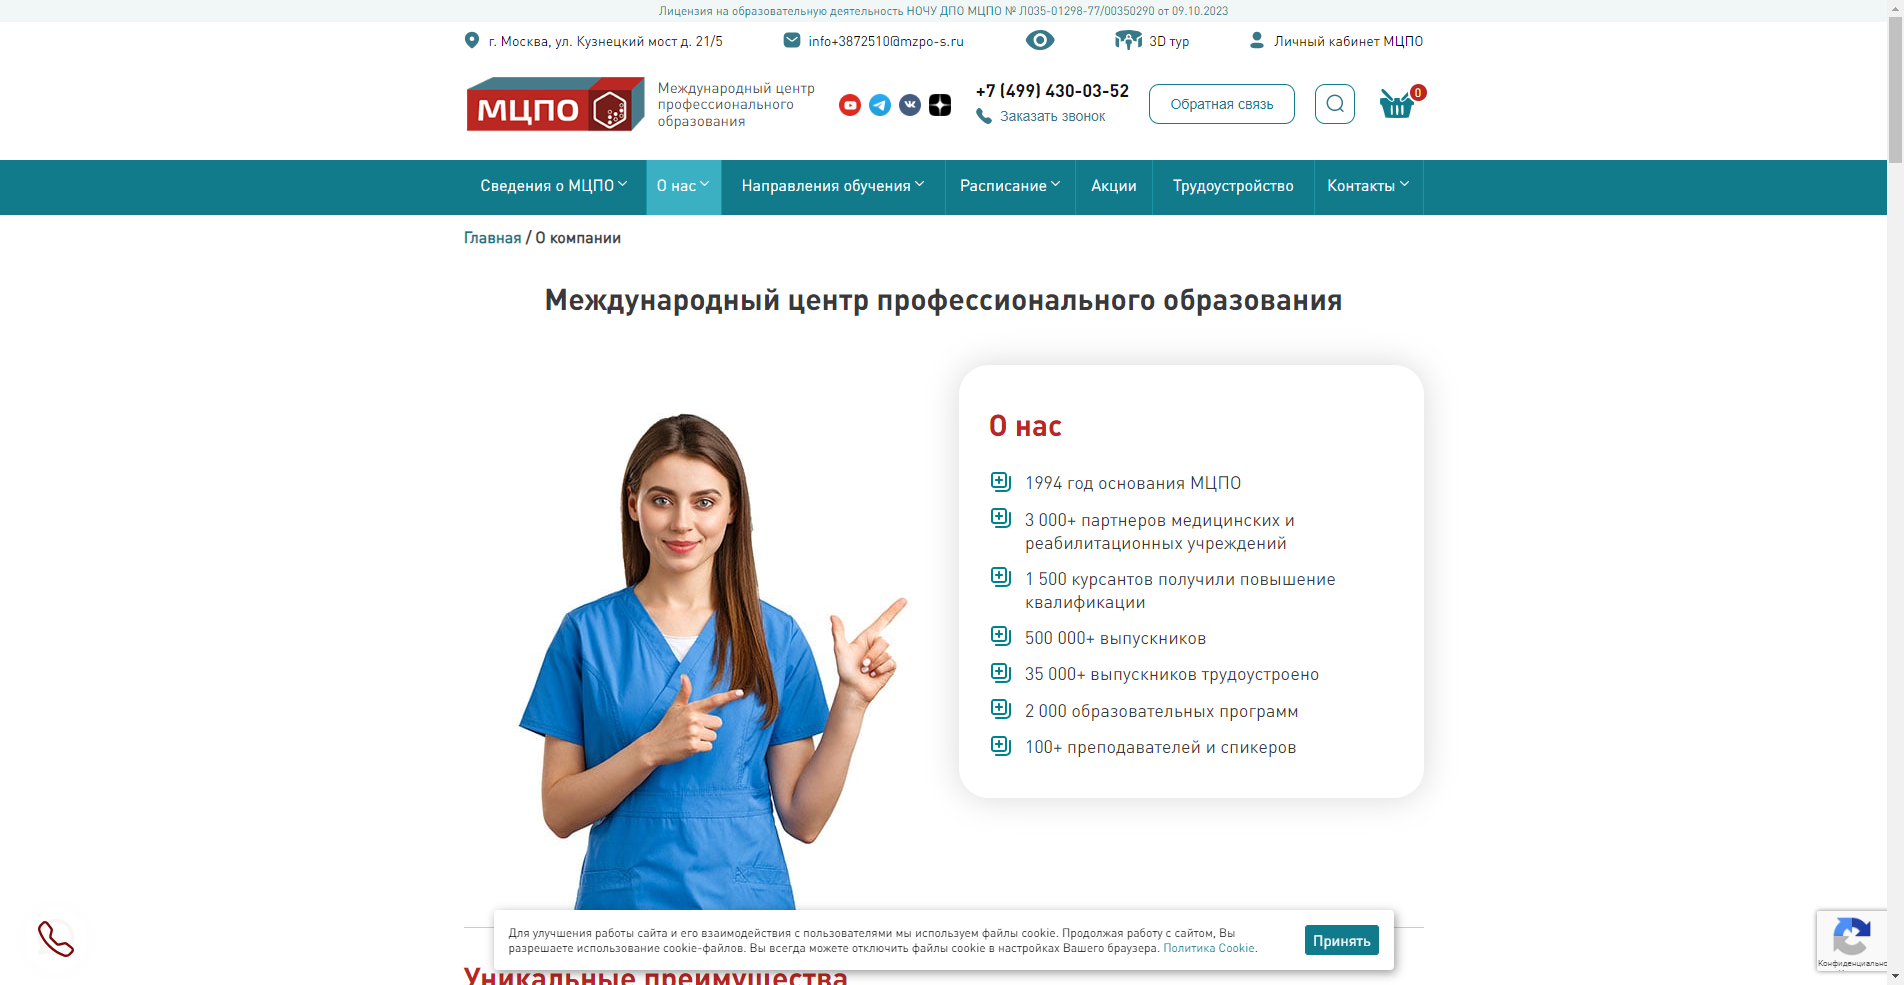 Лицензия на образовательную деятельность НОЧУ ДПО МЦПО № Л035-01298-77/00350290 от 09.10.2023
г. Москва, ул. Кузнецкий мост д. 21/5
info+3872510@mzpo-s.ru
3D тур
Личный кабинет МЦПО
МЦПО
Международный центр
профессионального
образования
+7 (499) 430-03-52
Заказать звонок
Обратная связь
0
Сведения о МЦПО
О нас
Направления обучения
Расписание
Акции
Трудоустройство
Контакты
Главная / О компании
Международный центр профессионального образования
О нас
1994 год основания МЦПО
3 000+ партнеров медицинских и
реабилитационных учреждений
1 500 курсантов получили повышение
квалификации
500 000+ выпускников
35 000+ выпускников трудоустроено
2 000 образовательных программ
100+ преподавателей и спикеров
Для улучшения работы сайта и его взаимодействия с пользователями мы используем файлы cookie. Продолжая работу с сайтом, Вы
разрешаете использование cookie-файлов. Вы всегда можете отключить файлы cookie в настройках Вашего браузера. Политика Cookie.
Принять
Уникальные преимущества